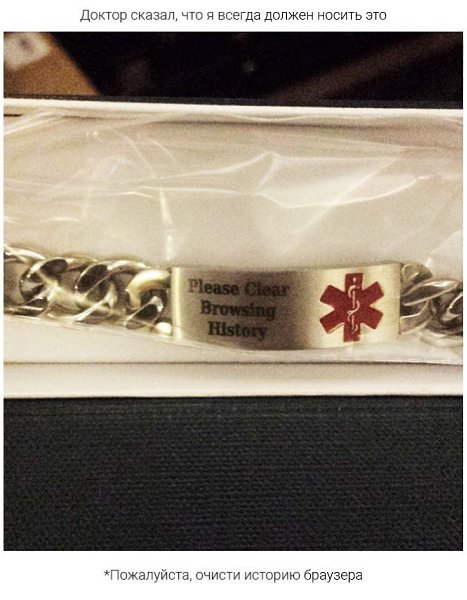 Доктор сказал, что я всегда должен носить это
Please Clear
Browsing
History
*Пожалуйста, очисти историю браузера